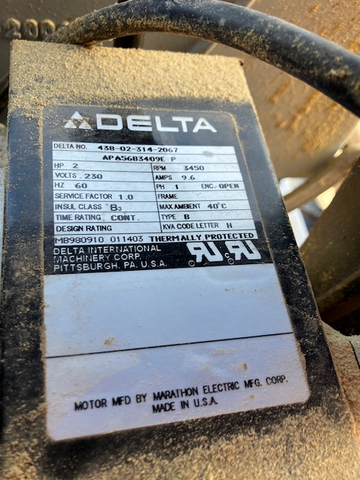 DELTA
DELTA NO. 438-02-314-2067
APA56B3409E P
HP 2 RPM 3450
VOLTS 230 AMPS 9.6
HZ 60 PH 1 ENC. OPEN
SERVICE FACTOR 1.0 FRAME
INSUL CLASS B2 MAX AMBIENT 40°C
TIME RATING CONT. TYPE B
DESIGN RATING KVA CODE LETTER H
MB980910 011403 THERMALLY PROTECTED
DELTA INTERNATIONAL
MACHINERY CORP.
PITTSBURGH, PA. U.S.A.
MOTOR MFD BY MARATHON ELECTRIC MFG. CORP.
MADE IN U.S.A.